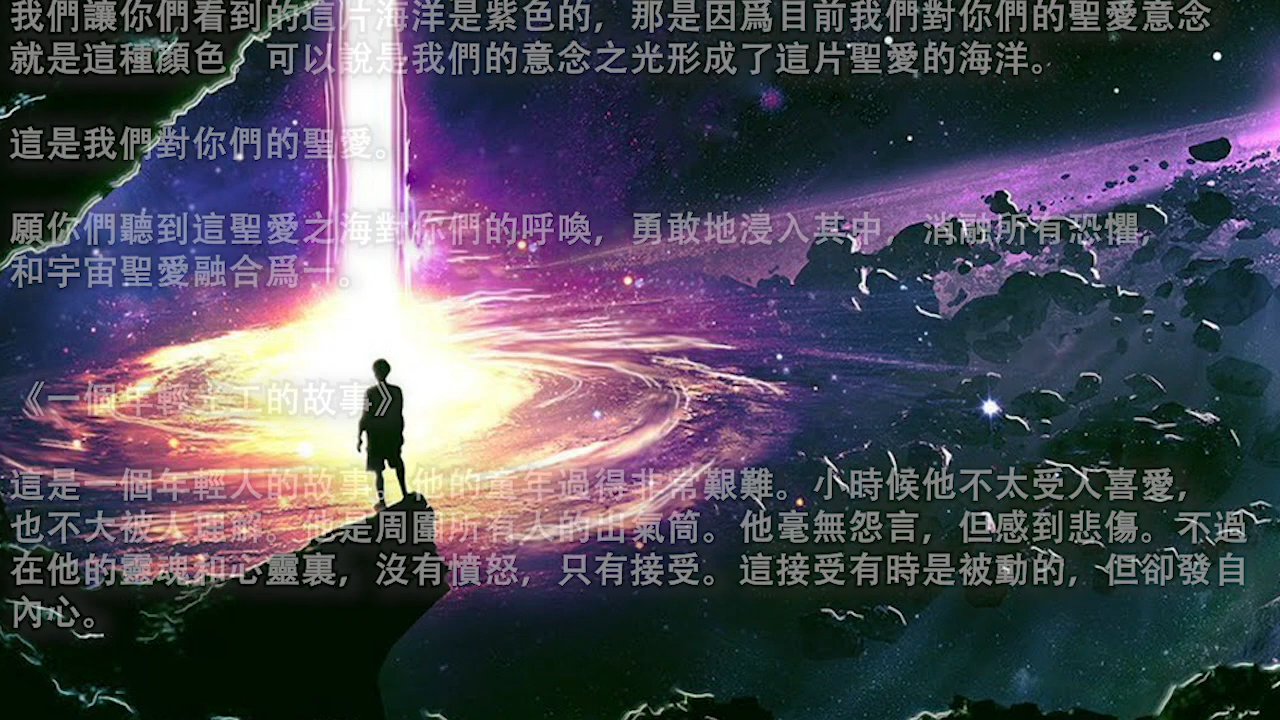 我們讓你們看到的這片海洋是紫色的，那是因爲目前我們對你們的聖愛意念
就是這種顏色，可以說是我們的意念之光形成了這片聖愛的海洋。
這是我們對你們的聖愛。
願你們聽到這聖愛之海對你們的呼喚，勇敢地浸入其中，消融所有恐懼，
和宇宙聖愛融合爲一。
《一個年輕光工的故事》
這是一個年輕人的故事。他的童年過得非常艱難。小時候他不太受人喜愛，
也不大被人理解。他是周圍所有人的出氣筒。他毫無怨言，但感到悲傷。不過
在他的靈魂和心靈裏，沒有憤怒，只有接受。這接受有時是被動的，但卻發自
內心。